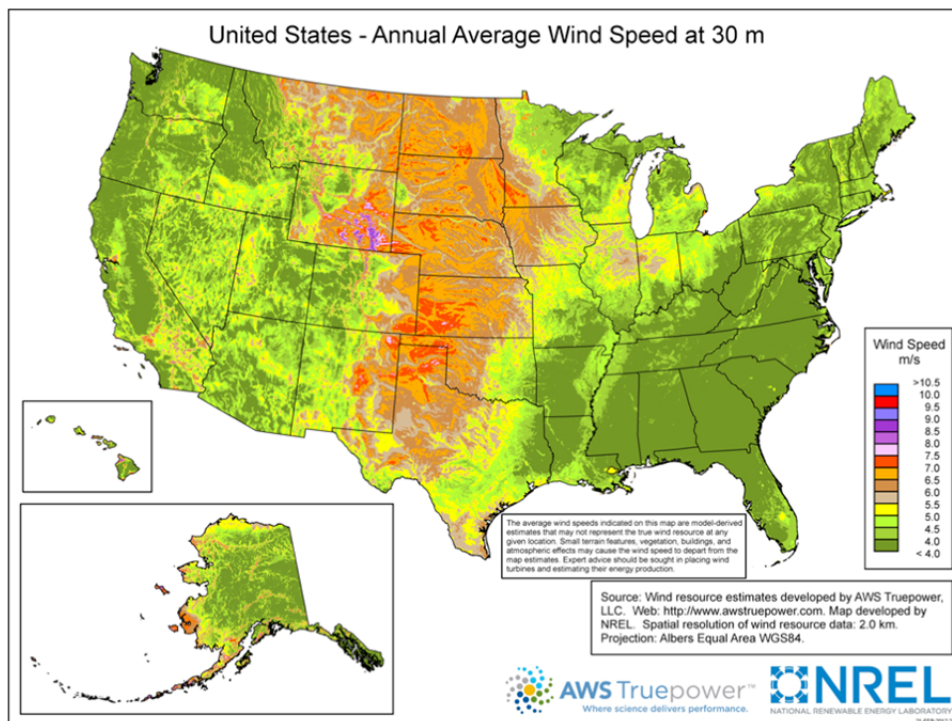 United States - Annual Average Wind Speed at 30 m
Wind Speed
m/s
>10.5
10.0
9.5
9.0
8.5
8.0
7.5
7.0
6.5
6.0
5.5
5.0
4.5
4.0
< 4.0
The average wind speeds indicated on this map are model-derived
estimates that may not represent the true wind resource at any
given location. Small terrain features, vegetation, buildings, and
atmospheric effects may cause the wind speed to depart from the
map estimates. Expert advice should be sought in placing wind
turbines and estimating their energy production.
Source: Wind resource estimates developed by AWS Truepower,
LLC. Web: http://www.awstruepower.com. Map developed by
NREL. Spatial resolution of wind resource data: 2.0 km.
Projection: Albers Equal Area WGS84.
AWS Truepower™
Where science delivers performance.
NREL
NATIONAL RENEWABLE ENERGY LABORATORY